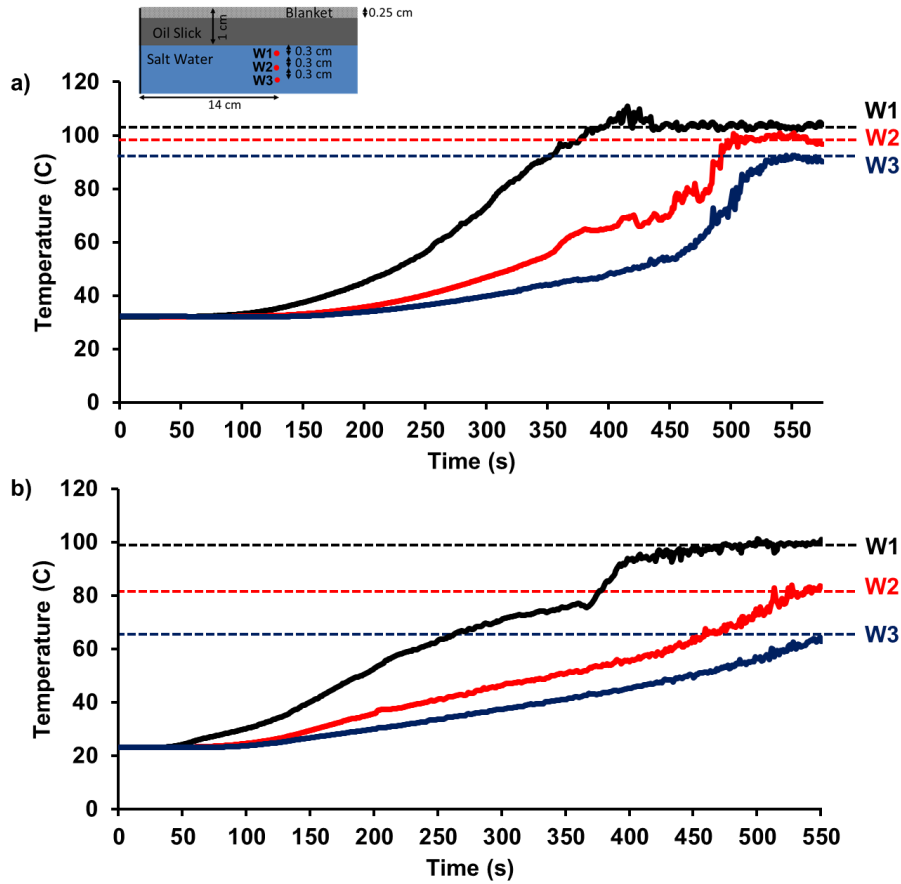 Blanket
0.25 cm
Oil Slick
1 cm
Salt Water
W1
0.3 cm
W2
0.3 cm
W3
0.3 cm
14 cm
a)
120
100
80
60
40
20
0
Temperature (C)
W1
W2
W3
0 50 100 150 200 250 300 350 400 450 500 550
Time (s)
b)
120
100
80
60
40
20
0
Temperature (C)
W1
W2
W3
0 50 100 150 200 250 300 350 400 450 500 550
Time (s)